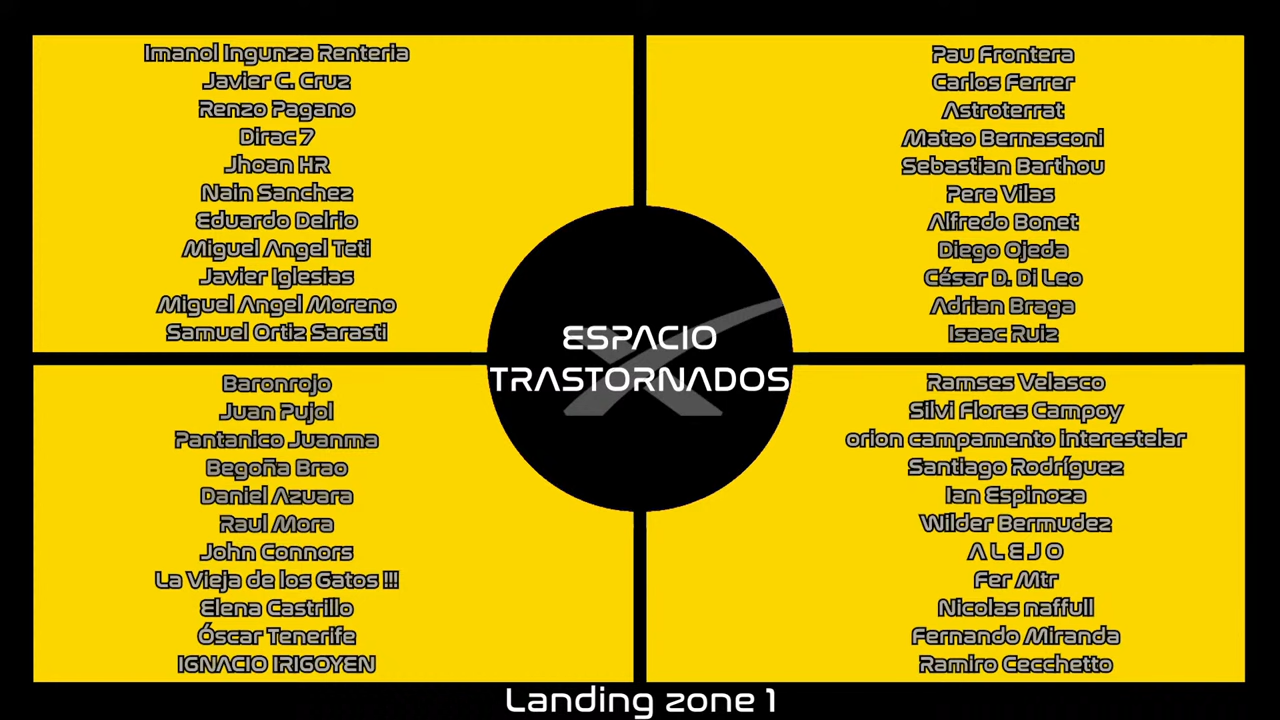 Imanol Ingunza Renteria
Javier C. Cruz
Renzo Pagano
Dirac 7
Jhoan HR
Nain Sanchez
Eduardo Delrio
Miguel Angel Teti
Javier Iglesias
Miguel Angel Moreno
Samuel Ortiz Sarasti
Pau Frontera
Carlos Ferrer
Astroterrat
Mateo Bernasconi
Sebastian Barthou
Pere Vilas
Alfredo Bonet
Diego Ojeda
César D. Di Leo
Adrian Braga
Isaac Ruiz
ESPACIO
TRASTORNADOS
Baronrojo
Juan Pujol
Pantanico Juanma
Begoña Brao
Daniel Azuara
Raul Mora
John Connors
La Vieja de los Gatos !!!
Elena Castrillo
Óscar Tenerife
IGNACIO IRIGOYEN
Ramses Velasco
Silvi Flores Campoy
orion campamento interestelar
Santiago Rodríguez
Ian Espinoza
Wilder Bermudez
A L E J O
Fer Mtr
Nicolas naffull
Fernando Miranda
Ramiro Cecchetto
Landing zone 1